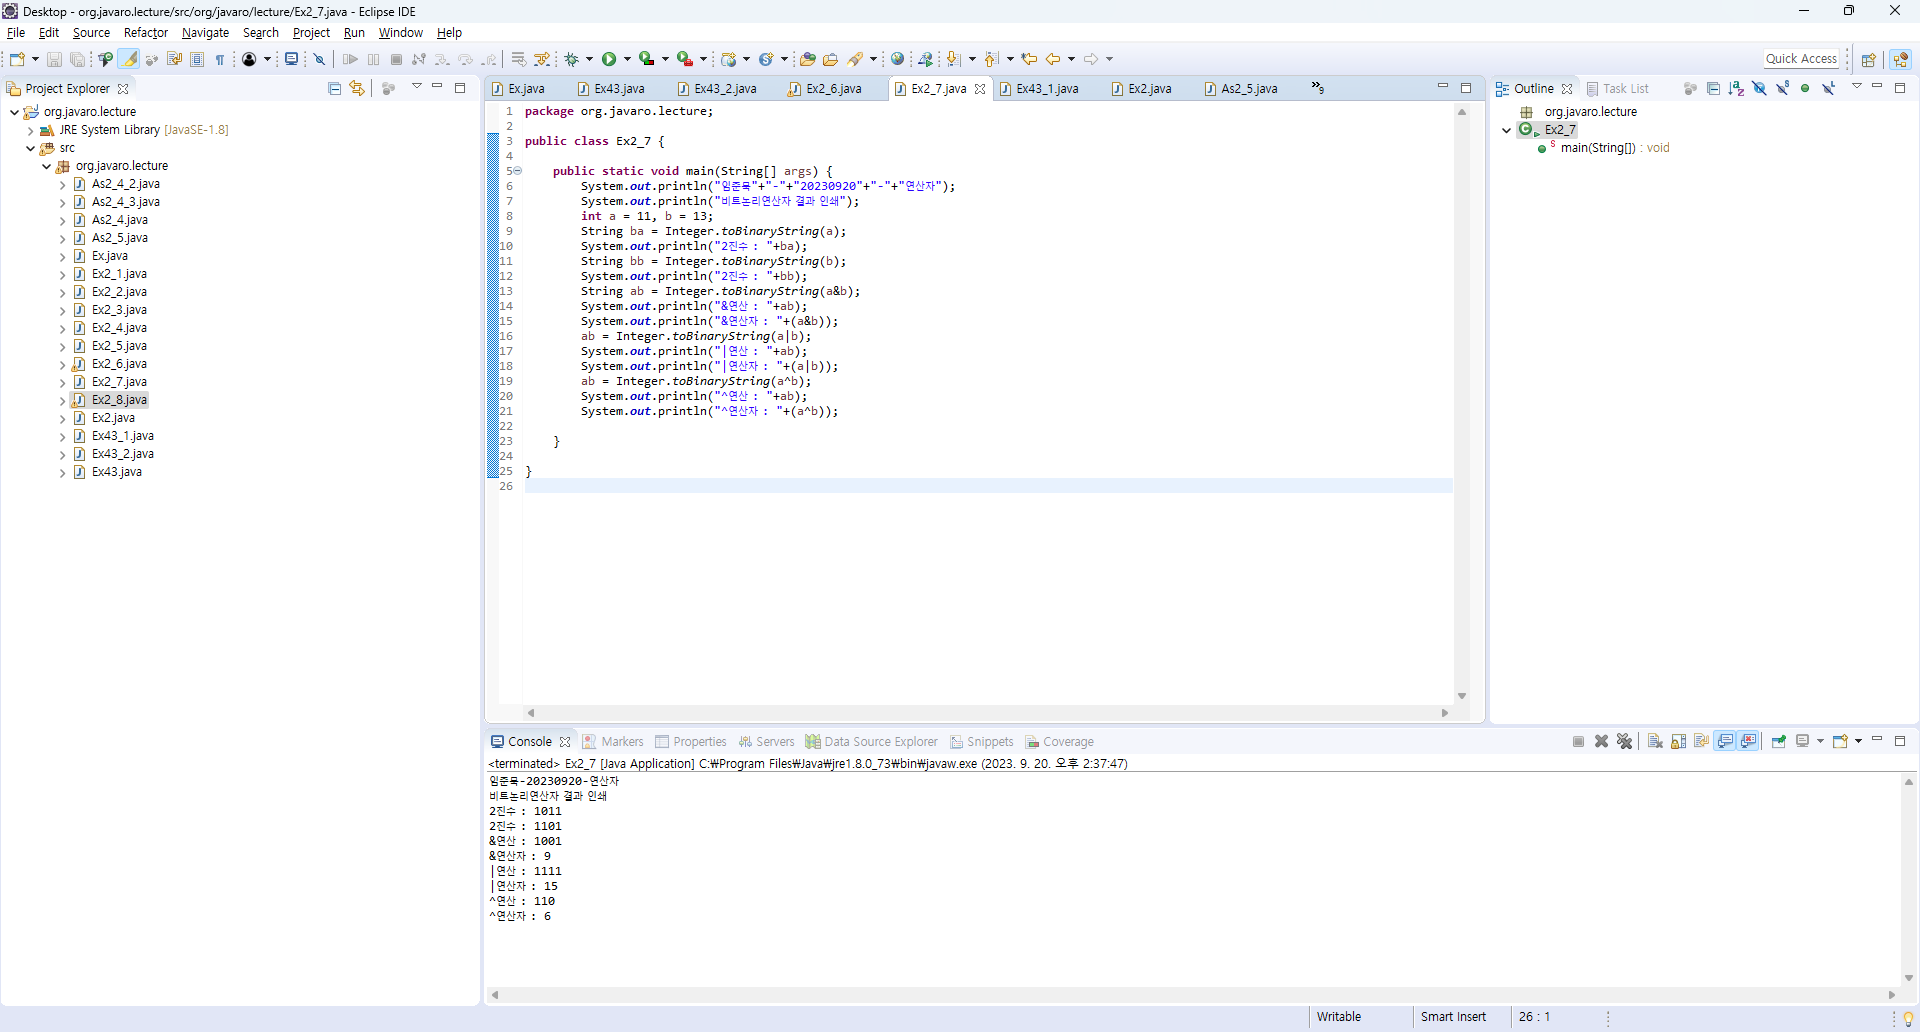 Desktop - org.javaro.lecture/src/org/javaro/lecture/Ex2_7.java - Eclipse IDE
File Edit Source Refactor Navigate Search Project Run Window Help
Quick Access
Project Explorer
org.javaro.lecture
JRE System Library [JavaSE-1.8]
src
org.javaro.lecture
As2_4_2.java
As2_4_3.java
As2_4.java
As2_5.java
Ex.java
Ex2_1.java
Ex2_2.java
Ex2_3.java
Ex2_4.java
Ex2_5.java
Ex2_6.java
Ex2_7.java
Ex2_8.java
Ex2.java
Ex43_1.java
Ex43_2.java
Ex43.java
Ex.java Ex43.java Ex43_2.java Ex2_6.java Ex2_7.java Ex43_1.java Ex2.java As2_5.java »9
1 package org.javaro.lecture;
2
3 public class Ex2_7 {
4
5 public static void main(String[] args) {
6 System.out.println("임준묵"+"-"+"20230920"+"-"+"연산자");
7 System.out.println("비트논리연산자 결과 인쇄");
8 int a = 11, b = 13;
9 String ba = Integer.toBinaryString(a);
10 System.out.println("2진수 : "+ba);
11 String bb = Integer.toBinaryString(b);
12 System.out.println("2진수 : "+bb);
13 String ab = Integer.toBinaryString(a&b);
14 System.out.println("&연산 : "+ab);
15 System.out.println("&연산자 : "+(a&b));
16 ab = Integer.toBinaryString(a|b);
17 System.out.println("|연산 : "+ab);
18 System.out.println("|연산자 : "+(a|b));
19 ab = Integer.toBinaryString(a^b);
20 System.out.println("^연산 : "+ab);
21 System.out.println("^연산자 : "+(a^b));
22
23 }
24
25 }
26
Outline Task List
org.javaro.lecture
Ex2_7
main(String[]) : void
Console Markers Properties Servers Data Source Explorer Snippets Coverage
<terminated> Ex2_7 [Java Application] C:₩Program Files₩Java₩jre1.8.0_73₩bin₩javaw.exe (2023. 9. 20. 오후 2:37:47)
임준묵-20230920-연산자
비트논리연산자 결과 인쇄
2진수 : 1011
2진수 : 1101
&연산 : 1001
&연산자 : 9
|연산 : 1111
|연산자 : 15
^연산 : 110
^연산자 : 6
Writable Smart Insert 26 : 1